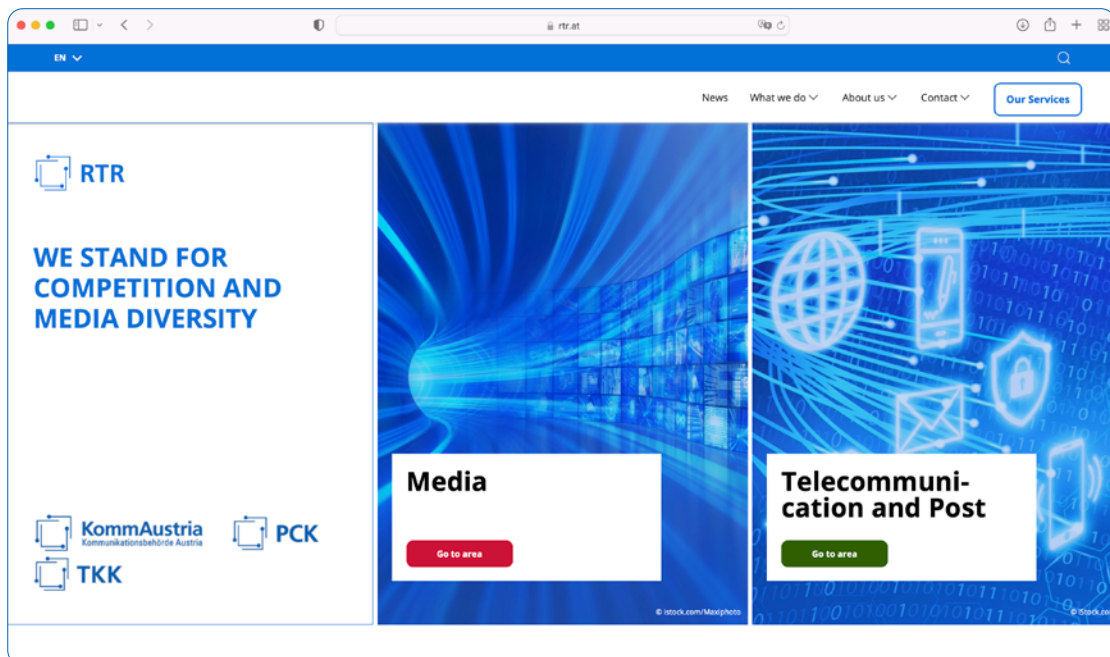 rtr.at
EN
News What we do About us Contact Our Services
RTR
WE STAND FOR
COMPETITION AND
MEDIA DIVERSITY
KommAustria
Kommunikationsbehörde Austria
PCK
TKK
Media
Go to area
© istock.com/Maxiphoto
Telecommuni-
cation and Post
Go to area
© iStock.com